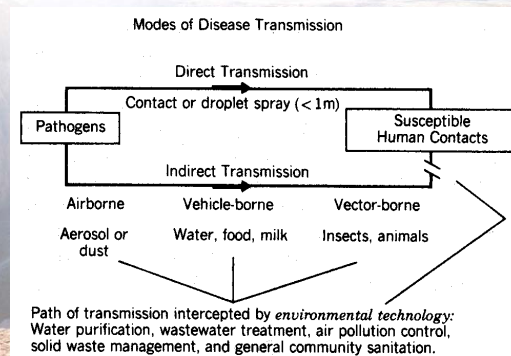 Modes of Disease Transmission
Direct Transmission
Contact or droplet spray (< 1m)
Pathogens
Susceptible
Human Contacts
Indirect Transmission
Airborne
Vehicle-borne
Vector-borne
Aerosol or
dust
Water, food, milk
Insects, animals
Path of transmission intercepted by environmental technology:
Water purification, wastewater treatment, air pollution control,
solid waste management, and general community sanitation.